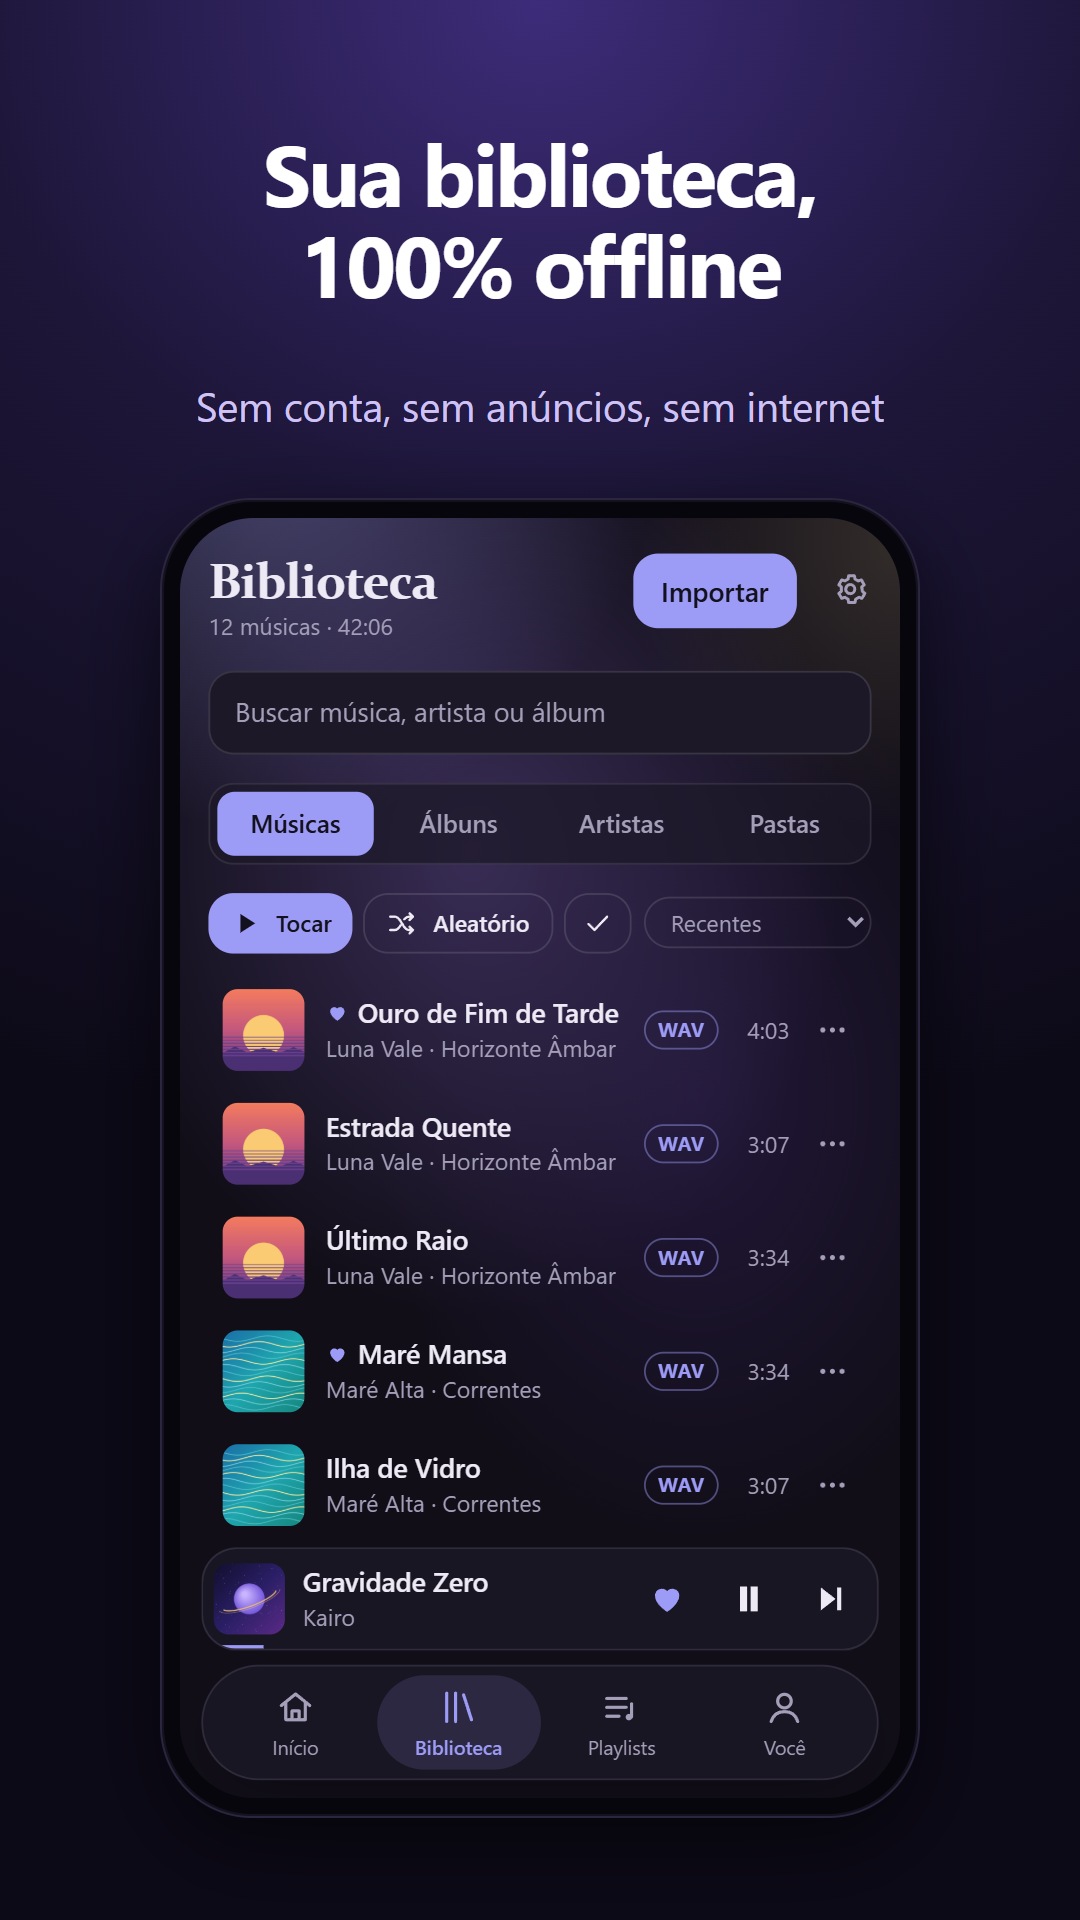 Sua biblioteca,
100% offline
Sem conta, sem anúncios, sem internet
Biblioteca
12 músicas · 42:06
Importar
Buscar música, artista ou álbum
Músicas Álbuns Artistas Pastas
Tocar Aleatório Recentes
Ouro de Fim de Tarde
Luna Vale · Horizonte Âmbar
WAV 4:03
Estrada Quente
Luna Vale · Horizonte Âmbar
WAV 3:07
Último Raio
Luna Vale · Horizonte Âmbar
WAV 3:34
Maré Mansa
Maré Alta · Correntes
WAV 3:34
Ilha de Vidro
Maré Alta · Correntes
WAV 3:07
Gravidade Zero
Kairo
Início Biblioteca Playlists Você